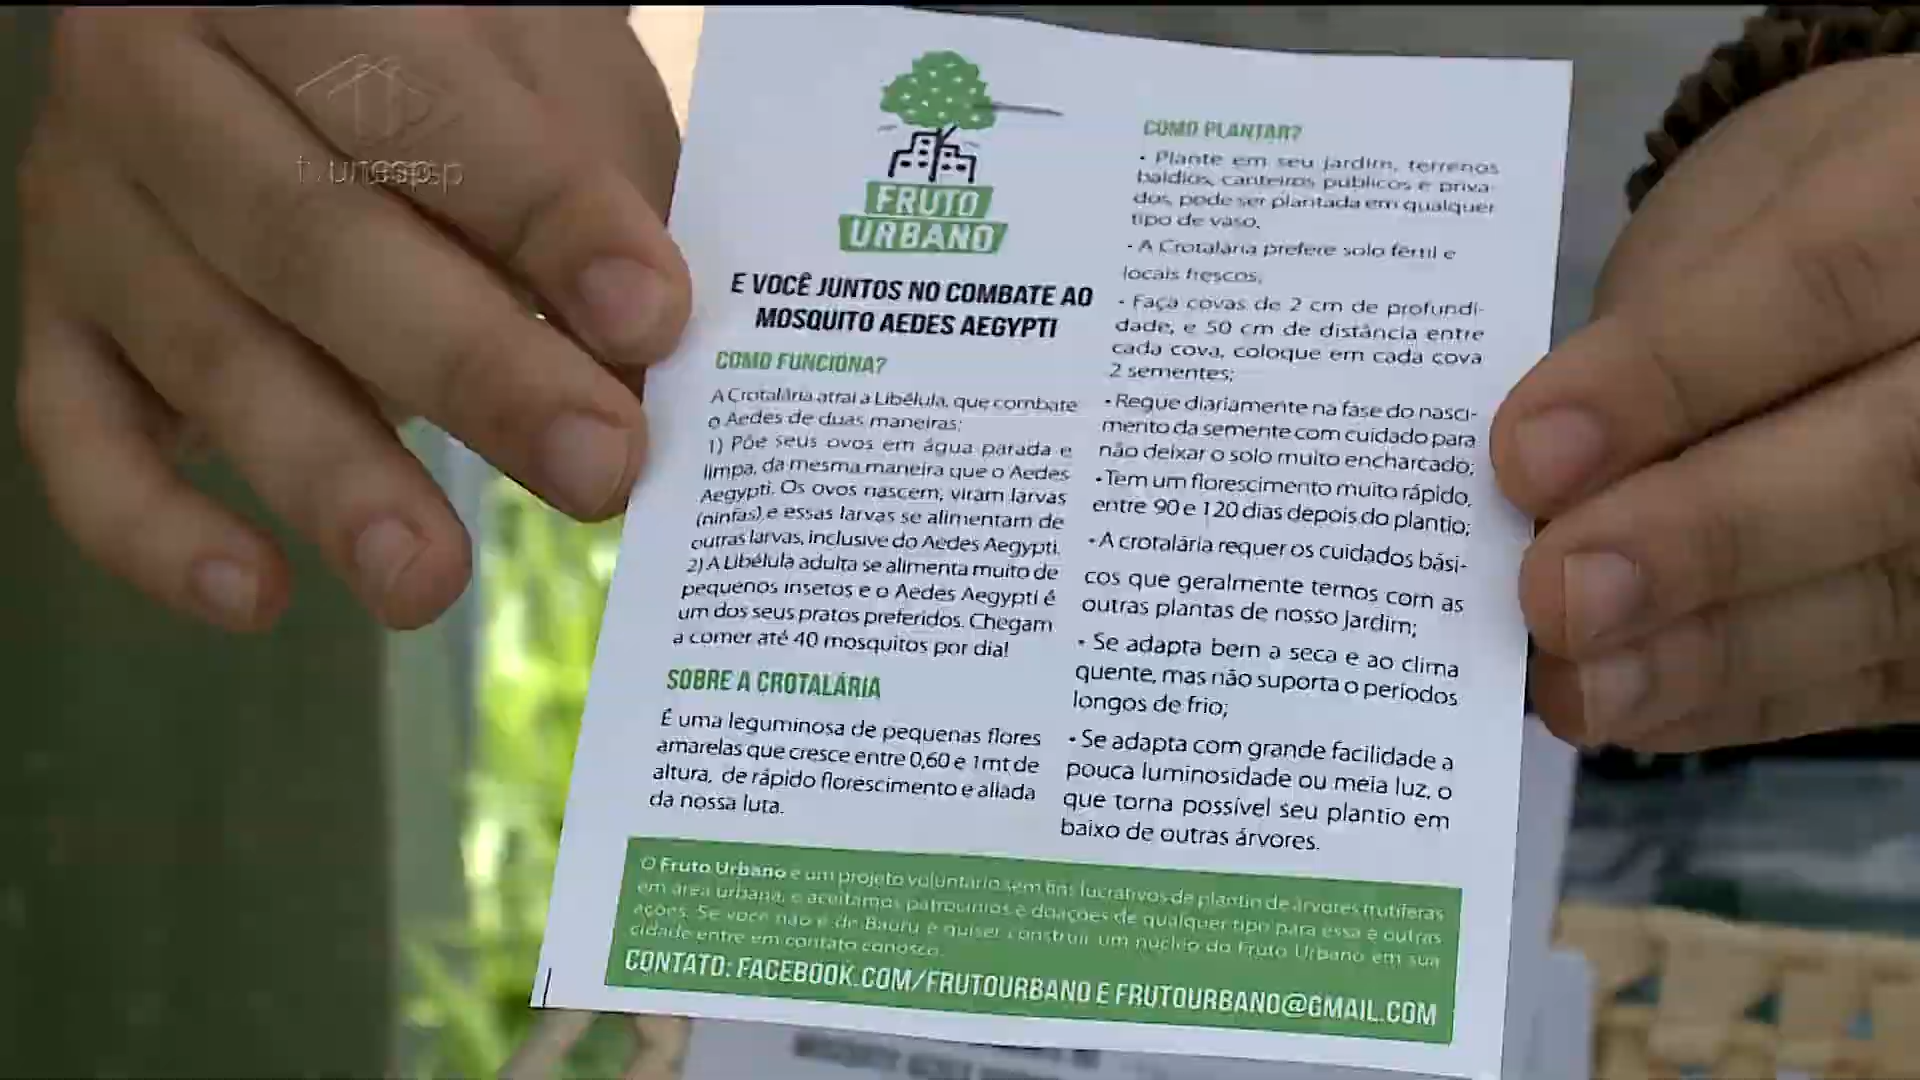 tv unesp
FRUTO
URBANO
E VOCÊ JUNTOS NO COMBATE AO
MOSQUITO AEDES AEGYPTI
COMO FUNCIONA?
A Crotalária atrai a Libélula, que combate
o Aedes de duas maneiras:
1) Põe seus ovos em água parada e
limpa, da mesma maneira que o Aedes
Aegypti. Os ovos nascem, viram larvas
(ninfas) e essas larvas se alimentam de
outras larvas, inclusive do Aedes Aegypti.
2) A Libélula adulta se alimenta muito de
pequenos insetos e o Aedes Aegypti é
um dos seus pratos preferidos. Chegam
a comer até 40 mosquitos por dia!
SOBRE A CROTALÁRIA
É uma leguminosa de pequenas flores
amarelas que cresce entre 0,60 e 1mt de
altura, de rápido florescimento e aliada
da nossa luta.
COMO PLANTAR?
• Plante em seu jardim, terrenos
baldios, canteiros públicos e priva-
dos, pode ser plantada em qualquer
tipo de vaso.
• A Crotalária prefere solo fértil e
locais frescos.
• Faça covas de 2 cm de profundi-
dade, e 50 cm de distância entre
cada cova, coloque em cada cova
2 sementes;
• Regue diariamente na fase do nasci-
mento da semente com cuidado para
não deixar o solo muito encharcado;
• Tem um florescimento muito rápido,
entre 90 e 120 dias depois do plantio;
• A crotalária requer os cuidados bási-
cos que geralmente temos com as
outras plantas de nosso Jardim;
• Se adapta bem a seca e ao clima
quente, mas não suporta o períodos
longos de frio;
• Se adapta com grande facilidade a
pouca luminosidade ou meia luz, o
que torna possível seu plantio em
baixo de outras árvores.
O Fruto Urbano é um projeto voluntário sem fins lucrativos de plantin de árvores frutíferas
em área urbana, e aceitamos patrocínios e doações de qualquer tipo para essa e outras
ações. Se você não é de Bauru e quiser construir um núcleo do Fruto Urbano em sua
cidade entre em contato conosco.
CONTATO: FACEBOOK.COM/FRUTOURBANO E FRUTOURBANO@GMAIL.COM